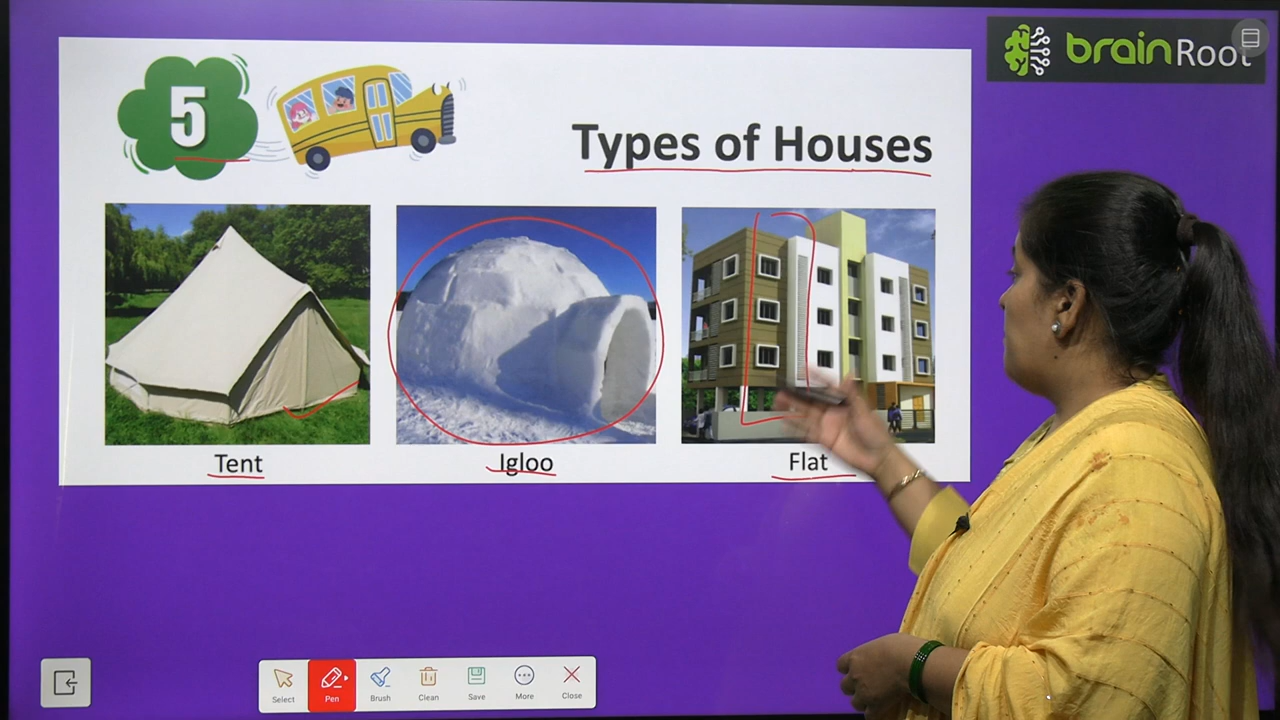 brainRoot
5
Types of Houses
Tent
Igloo
Flat
Select
Pen
Brush
Clean
Save
More
Close